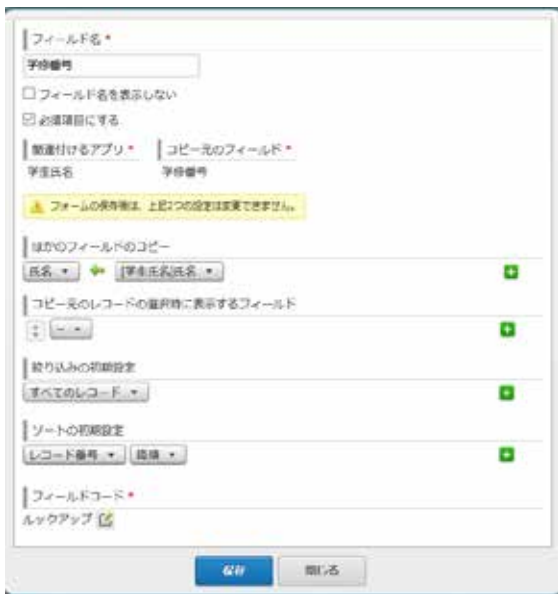 フィールド名 *
学修番号
フィールド名を表示しない
必須項目にする
関連付けるアプリ * コピー元のフィールド *
学生氏名 学修番号
フォームの保存後は、上記2つの設定は変更できません。
ほかのフィールドのコピー
氏名 [学生氏名]氏名
コピー元のレコードの選択時に表示するフィールド
--
絞り込みの初期設定
すべてのレコード
ソートの初期設定
レコード番号 降順
フィールドコード *
ルックアップ
保存 閉じる